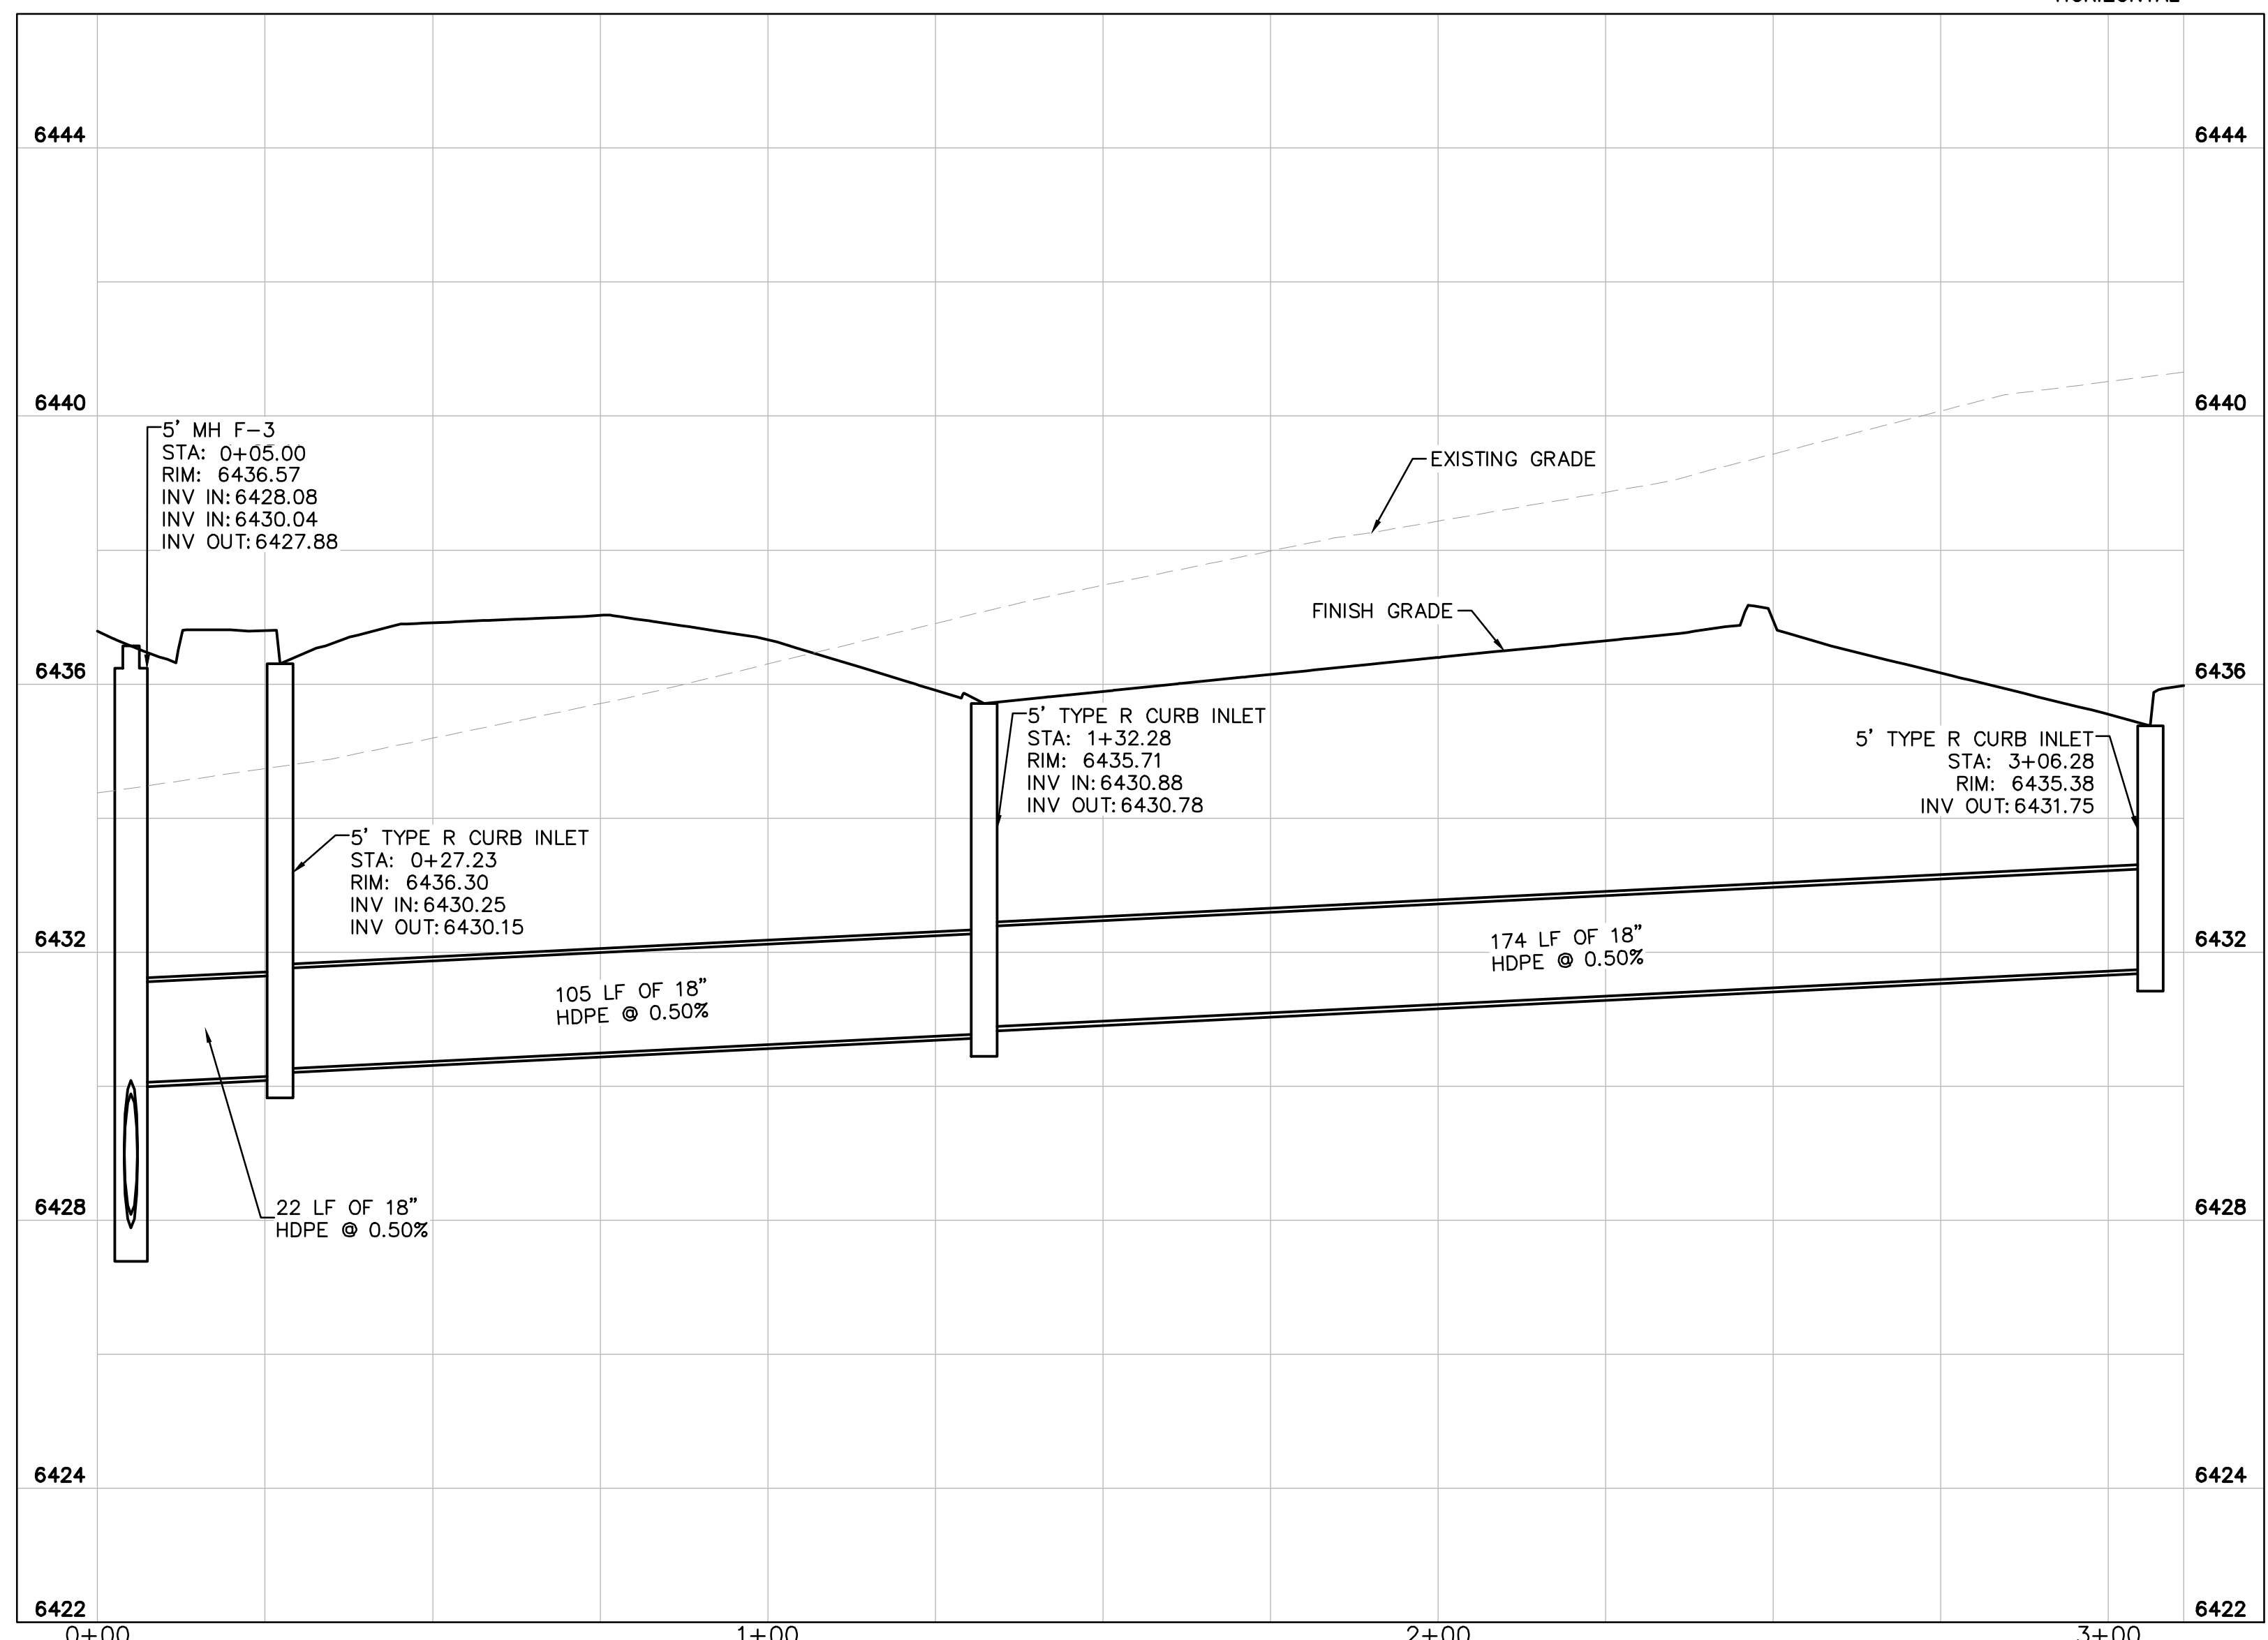 6444 6444
6440 6440
5' MH F-3
STA: 0+05.00
RIM: 6436.57
INV IN: 6428.08
INV IN: 6430.04
INV OUT: 6427.88
EXISTING GRADE
FINISH GRADE
6436 6436
5' TYPE R CURB INLET
STA: 1+32.28
RIM: 6435.71
INV IN: 6430.88
INV OUT: 6430.78
5' TYPE R CURB INLET
STA: 3+06.28
RIM: 6435.38
INV OUT: 6431.75
5' TYPE R CURB INLET
STA: 0+27.23
RIM: 6436.30
INV IN: 6430.25
INV OUT: 6430.15
6432 6432
174 LF OF 18"
HDPE @ 0.50%
105 LF OF 18"
HDPE @ 0.50%
6428 6428
22 LF OF 18"
HDPE @ 0.50%
6424 6424
6422 6422
0+00 1+00 2+00 3+00